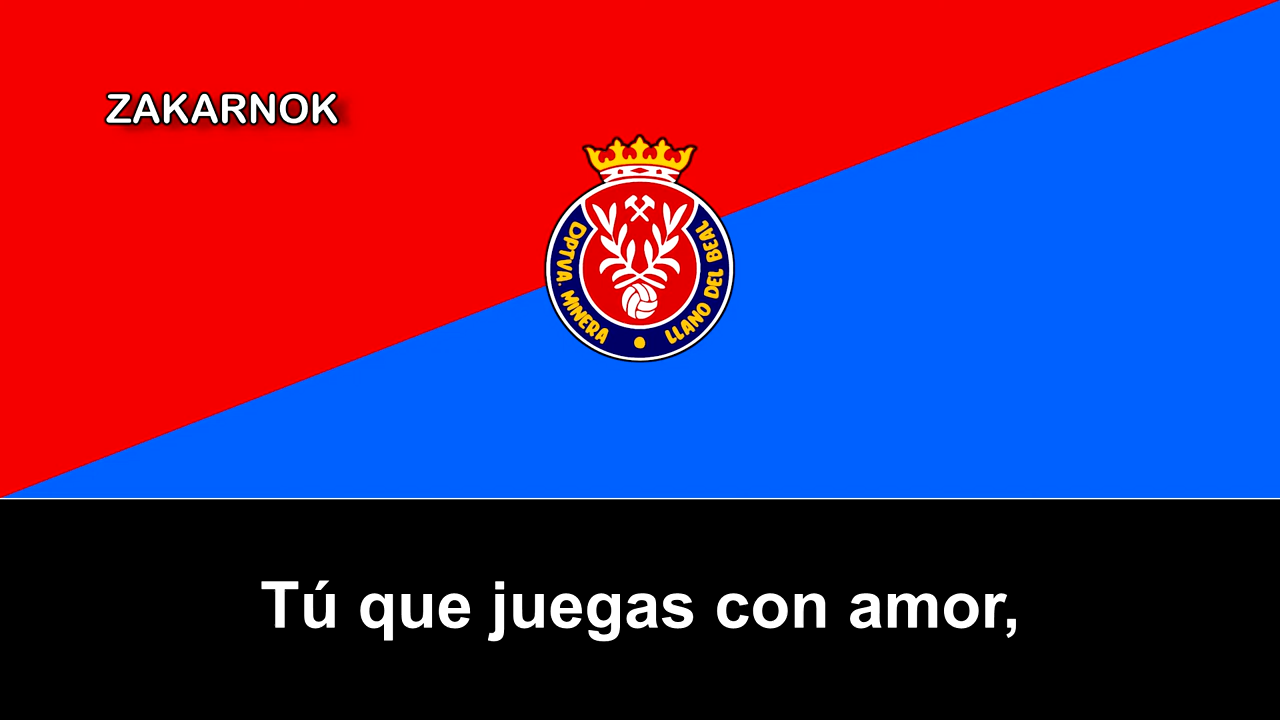 ZAKARNOK
DPTVA. MINERA
LLANO DEL BEAL
Tú que juegas con amor,